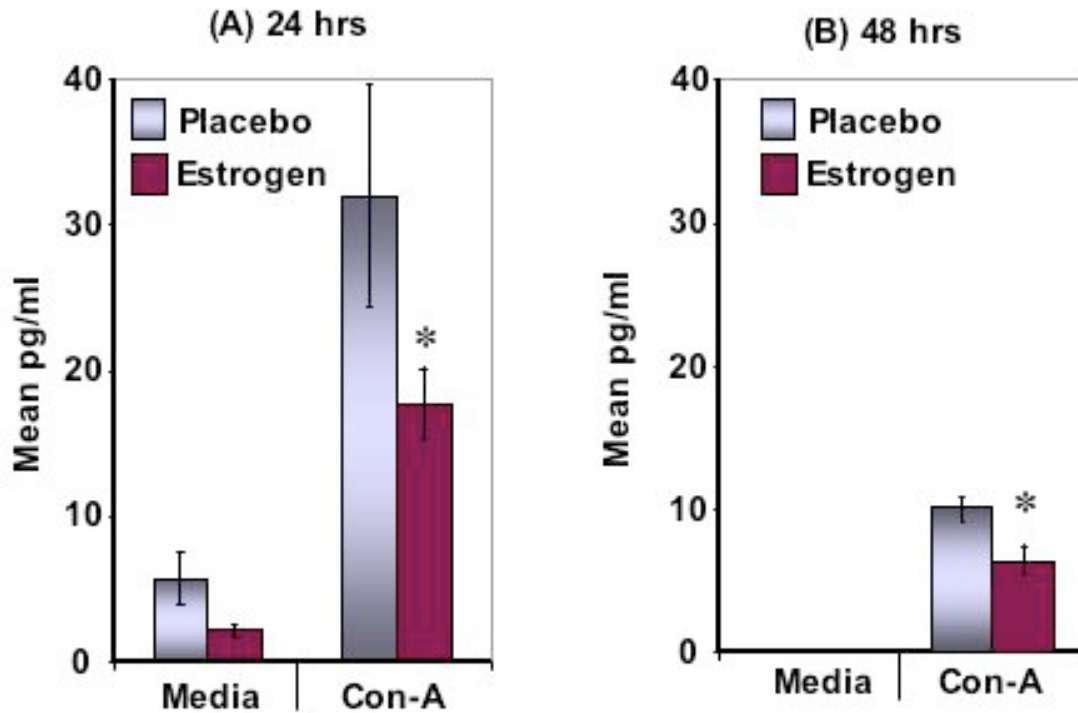 (A) 24 hrs
40
30
20
10
0
Mean pg/ml
Placebo
Estrogen
*
Media
Con-A
(B) 48 hrs
40
30
20
10
0
Mean pg/ml
Placebo
Estrogen
*
Media
Con-A